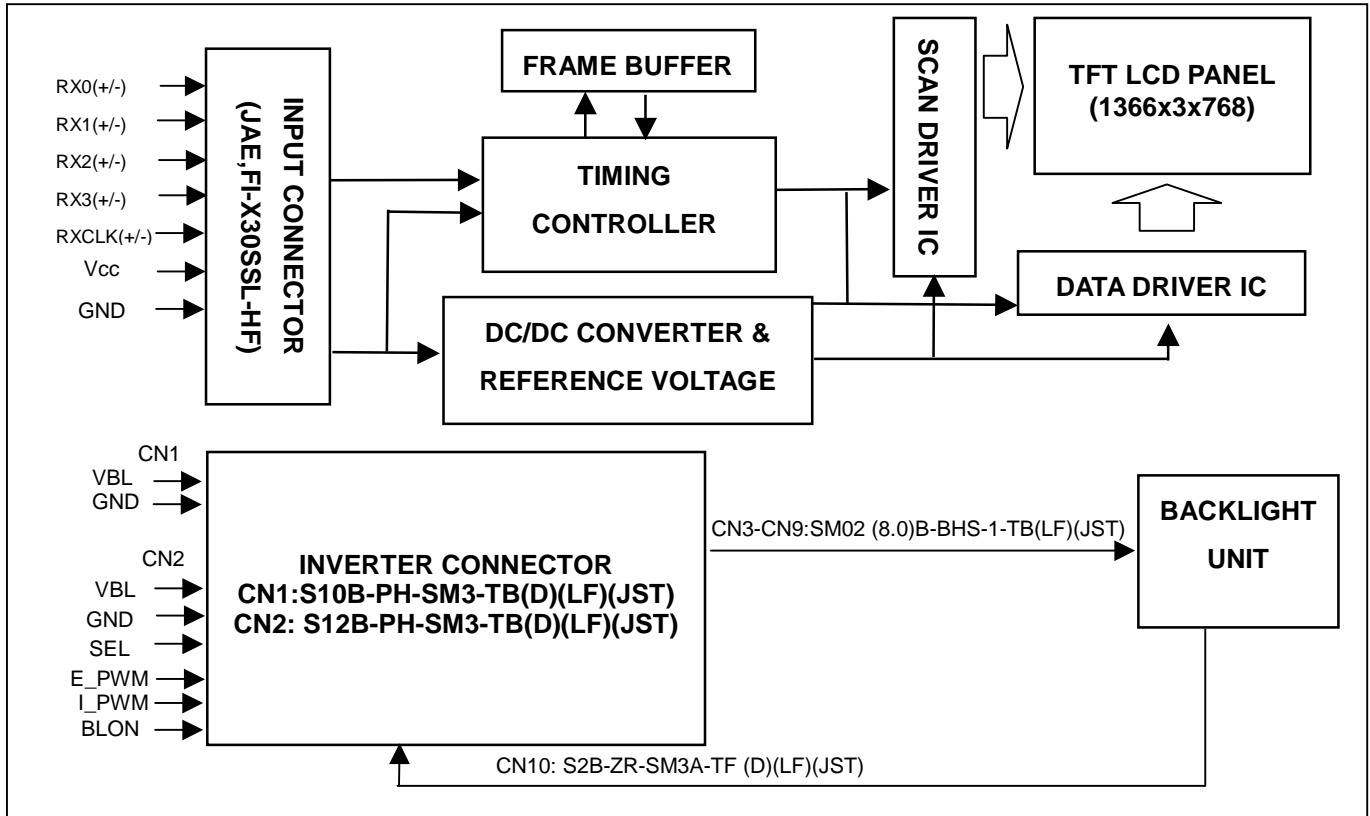 RX0(+/-)
RX1(+/-)
RX2(+/-)
RX3(+/-)
RXCLK(+/-)
Vcc
GND
INPUT CONNECTOR
(JAE,FI-X30SSL-HF)
FRAME BUFFER
TIMING
CONTROLLER
SCAN DRIVER IC
TFT LCD PANEL
(1366x3x768)
DATA DRIVER IC
DC/DC CONVERTER &
REFERENCE VOLTAGE
CN1
VBL
GND
CN2
VBL
GND
SEL
E_PWM
I_PWM
BLON
INVERTER CONNECTOR
CN1:S10B-PH-SM3-TB(D)(LF)(JST)
CN2: S12B-PH-SM3-TB(D)(LF)(JST)
CN3-CN9:SM02 (8.0)B-BHS-1-TB(LF)(JST)
BACKLIGHT
UNIT
CN10: S2B-ZR-SM3A-TF (D)(LF)(JST)